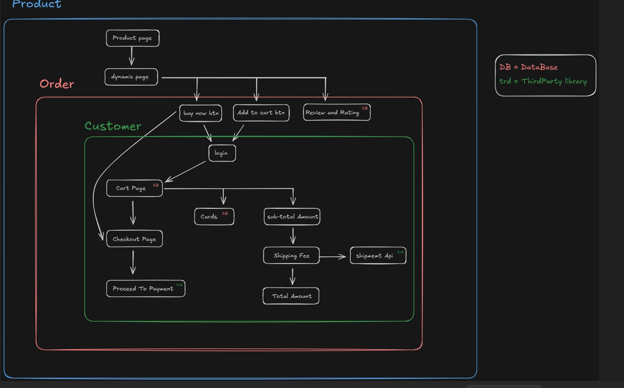 Product
Product page
dynamic page
DB = DataBase
trd = ThirdParty library
Order
buy now btn
Add to cart btn
Review and Rating DB
Customer
login
Cart Page DB
Cards DB
sub-total Amount
Checkout Page
Shipping Fee
shipment Api trd
Proceed To Payment trd
Total Amount